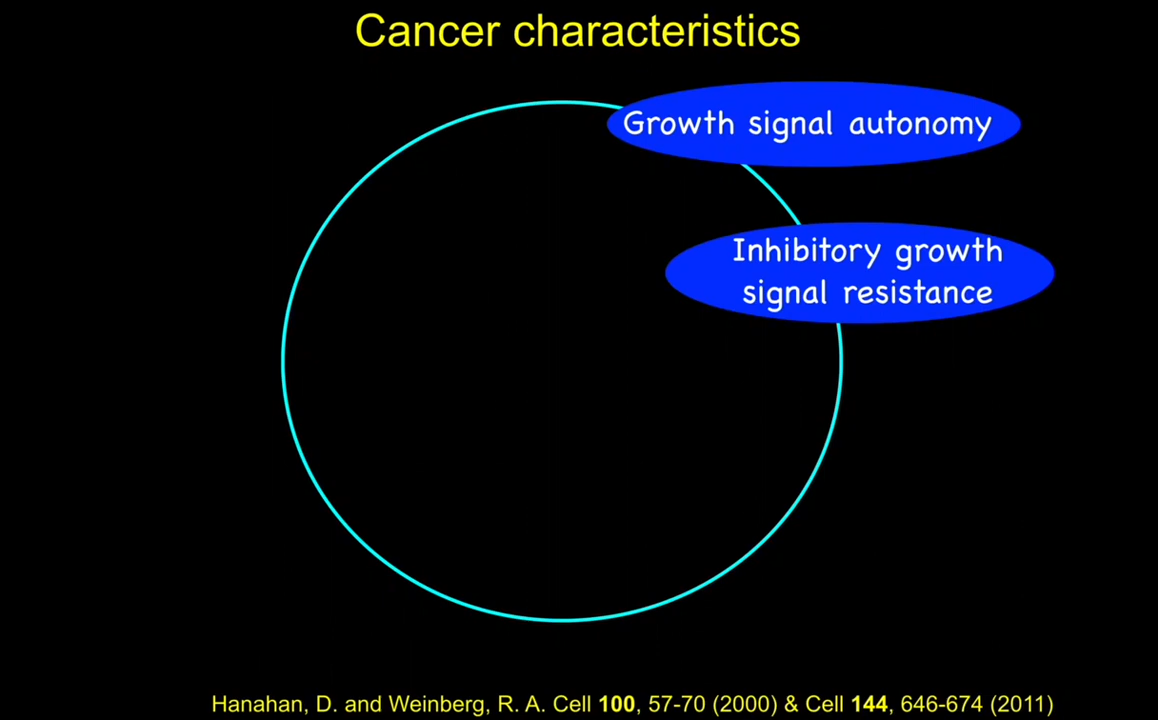 Cancer characteristics
Growth signal autonomy
Inhibitory growth
signal resistance
Hanahan, D. and Weinberg, R. A. Cell 100, 57-70 (2000) & Cell 144, 646-674 (2011)